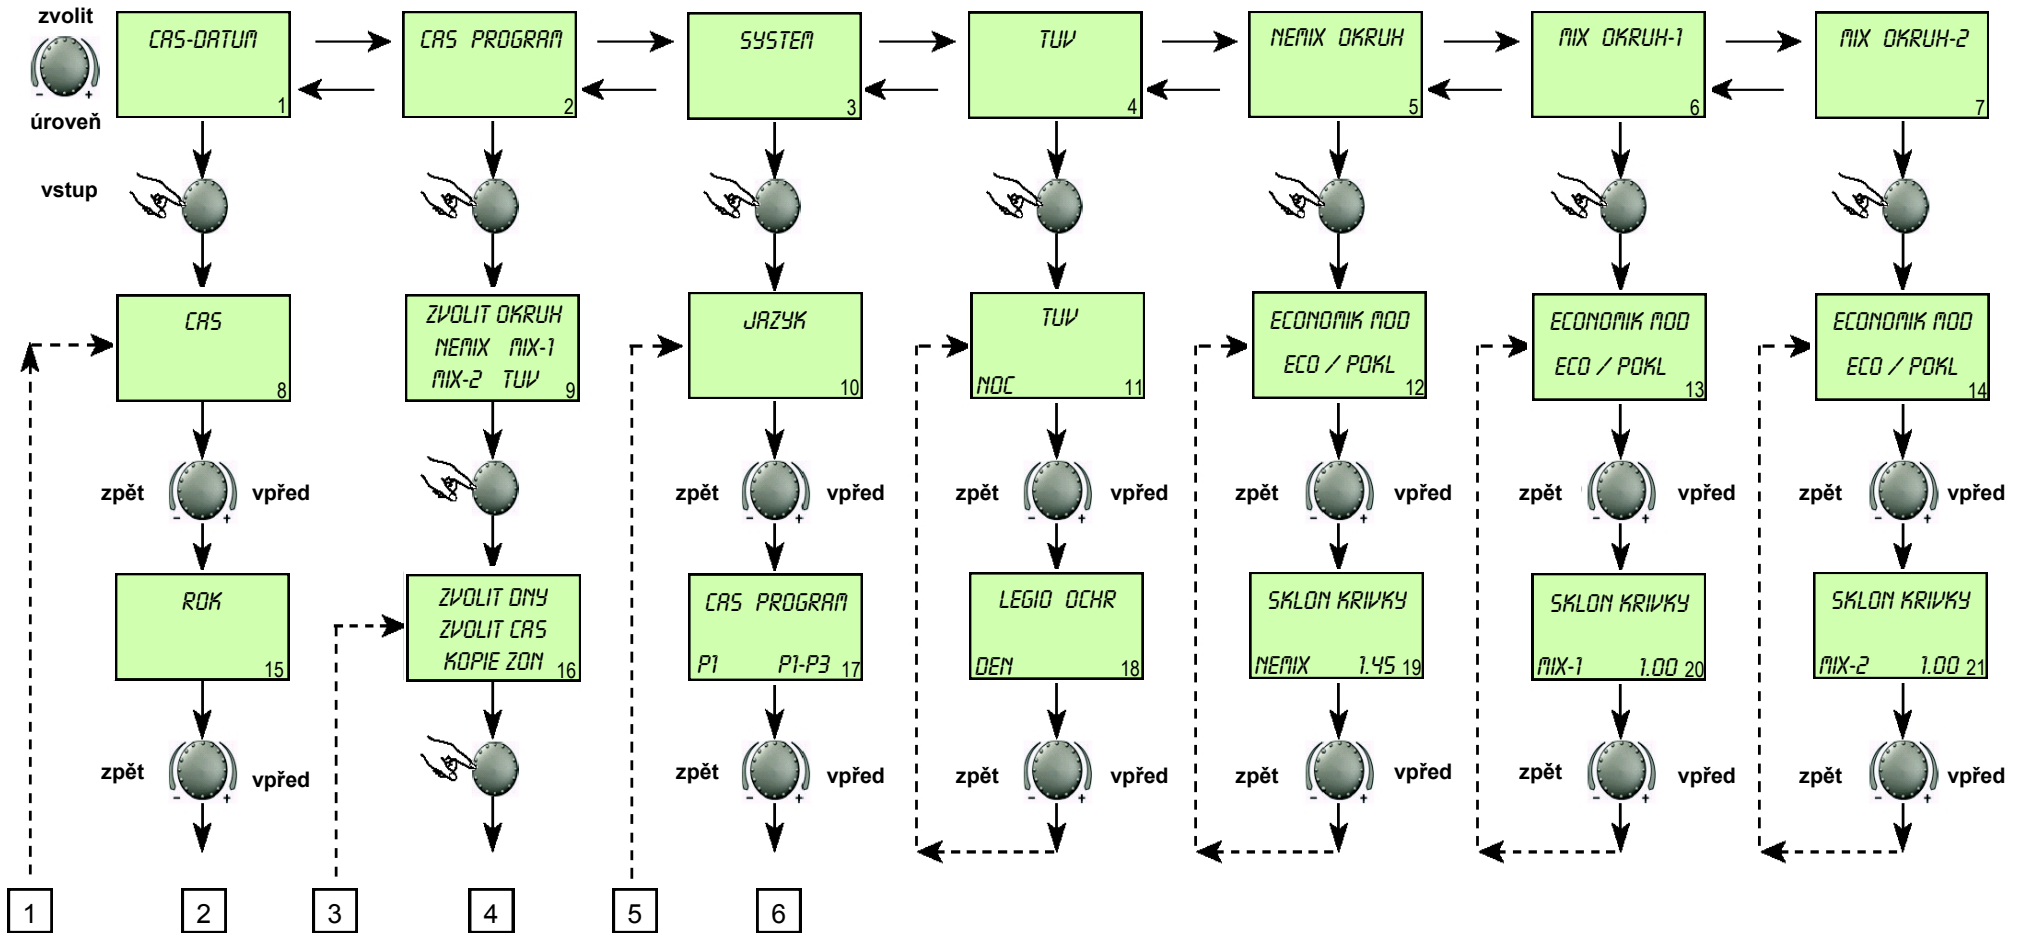 zvolit
CAS-DATUM
1
CAS PROGRAM
2
SYSTEM
3
TUV
4
NEMIX OKRUH
5
MIX OKRUH-1
6
MIX OKRUH-2
7
- +
úroveň
vstup
CAS
8
ZVOLIT OKRUH
NEMIX MIX-1
MIX-2 TUV
9
JAZYK
10
TUV
NOC 11
ECONOMIK MOD
ECO / POKL
12
ECONOMIK MOD
ECO / POKL
13
ECONOMIK MOD
ECO / POKL
14
zpět - + vpřed
zpět - + vpřed
zpět - + vpřed
zpět - + vpřed
zpět - + vpřed
zpět - + vpřed
ROK
15
ZVOLIT DNY
ZVOLIT CAS
KOPIE ZON 16
CAS PROGRAM
P1 P1-P3 17
LEGIO OCHR
DEN 18
SKLON KRIVKY
NEMIX 1.45 19
SKLON KRIVKY
MIX-1 1.00 20
SKLON KRIVKY
MIX-2 1.00 21
zpět - + vpřed
zpět - + vpřed
zpět - + vpřed
zpět - + vpřed
zpět - + vpřed
zpět - + vpřed
1 2 3 4 5 6